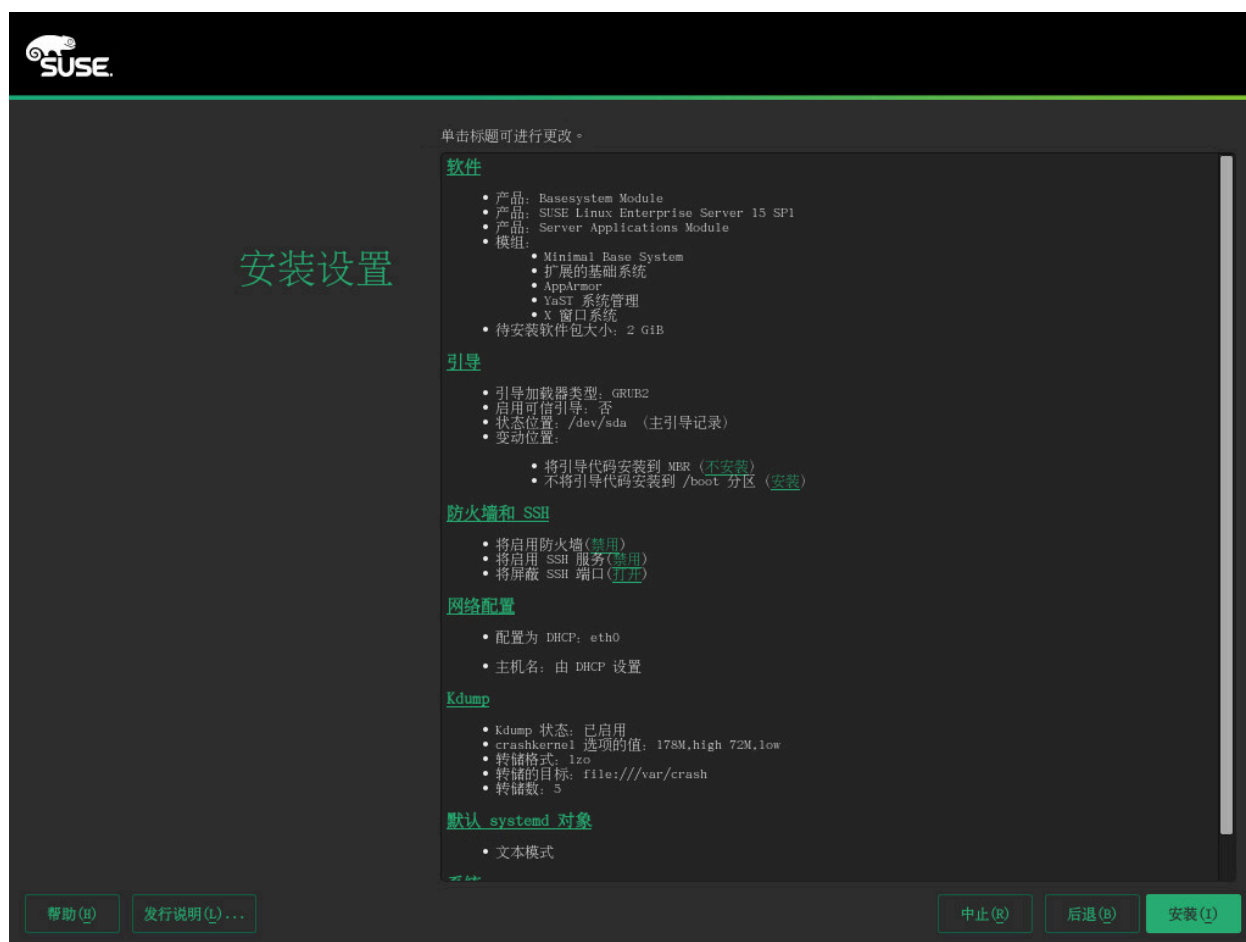 SUSE.
单击标题可进行更改。
安装设置
软件
产品: Basesystem Module
产品: SUSE Linux Enterprise Server 15 SP1
产品: Server Applications Module
模组:
Minimal Base System
扩展的基础系统
AppArmor
YaST 系统管理
X 窗口系统
待安装软件包大小: 2 GiB
引导
引导加载器类型: GRUB2
启用可信引导: 否
状态位置: /dev/sda （主引导记录）
变动位置:
将引导代码安装到 MBR (不安装)
不将引导代码安装到 /boot 分区 (安装)
防火墙和 SSH
将启用防火墙(禁用)
将启用 SSH 服务(禁用)
将屏蔽 SSH 端口(打开)
网络配置
配置为 DHCP: eth0
主机名: 由 DHCP 设置
Kdump
Kdump 状态: 已启用
crashkernel 选项的值: 178M,high 72M,low
转储格式: lzo
转储的目标: file:///var/crash
转储数: 5
默认 systemd 对象
文本模式
帮助(H) 发行说明(L)... 中止(R) 后退(B) 安装(I)